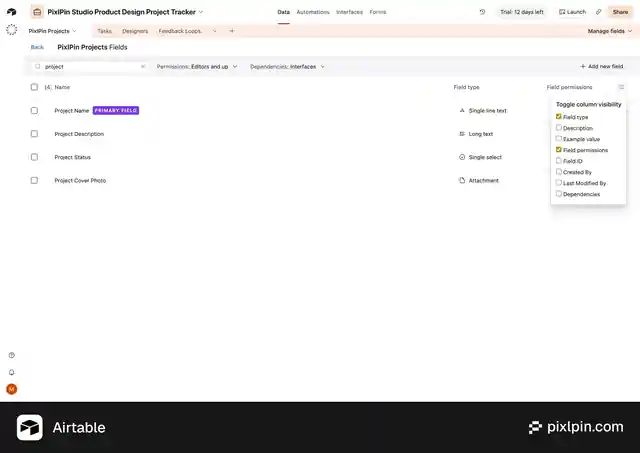 PixlPin Studio Product Design Project Tracker
Data Automations Interfaces Forms
Trial: 12 days left
Launch
Share
PixlPin Projects Tasks Designers Feedback Loops.
Manage fields
Back PixlPin Projects Fields
project
Permissions: Editors and up
Dependencies: Interfaces
+ Add new field
(4) Name
Field type
Field permissions
Toggle column visibility
Field type
Description
Example value
Field permissions
Field ID
Created By
Last Modified By
Dependencies
Project Name PRIMARY FIELD
Single line text
Project Description
Long text
Project Status
Single select
Project Cover Photo
Attachment
M
Airtable
pixlpin.com